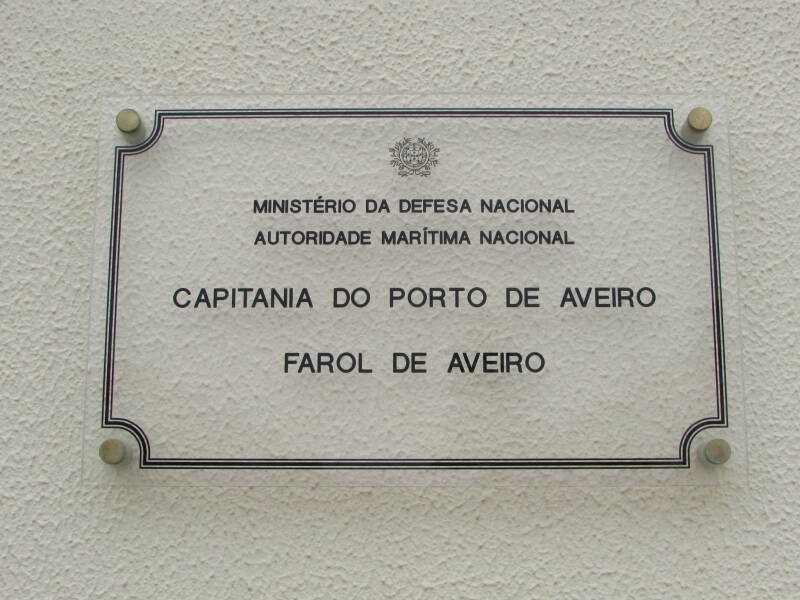 MINISTÉRIO DA DEFESA NACIONAL
AUTORIDADE MARÍTIMA NACIONAL
CAPITANIA DO PORTO DE AVEIRO
FAROL DE AVEIRO